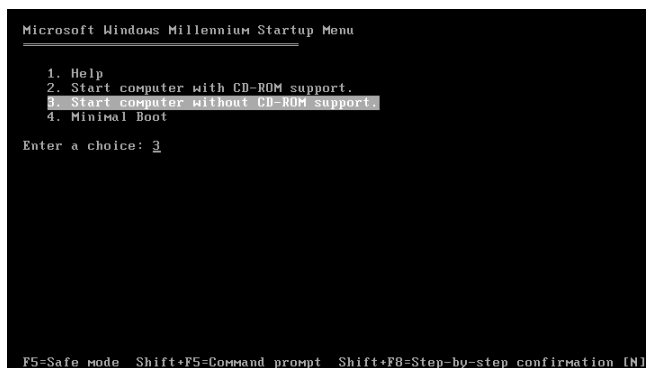 Microsoft Windows Millennium Startup Menu
1. Help
2. Start computer with CD-ROM support.
3. Start computer without CD-ROM support.
4. Minimal Boot
Enter a choice: 3
F5=Safe mode  Shift+F5=Command prompt  Shift+F8=Step-by-step confirmation [N]